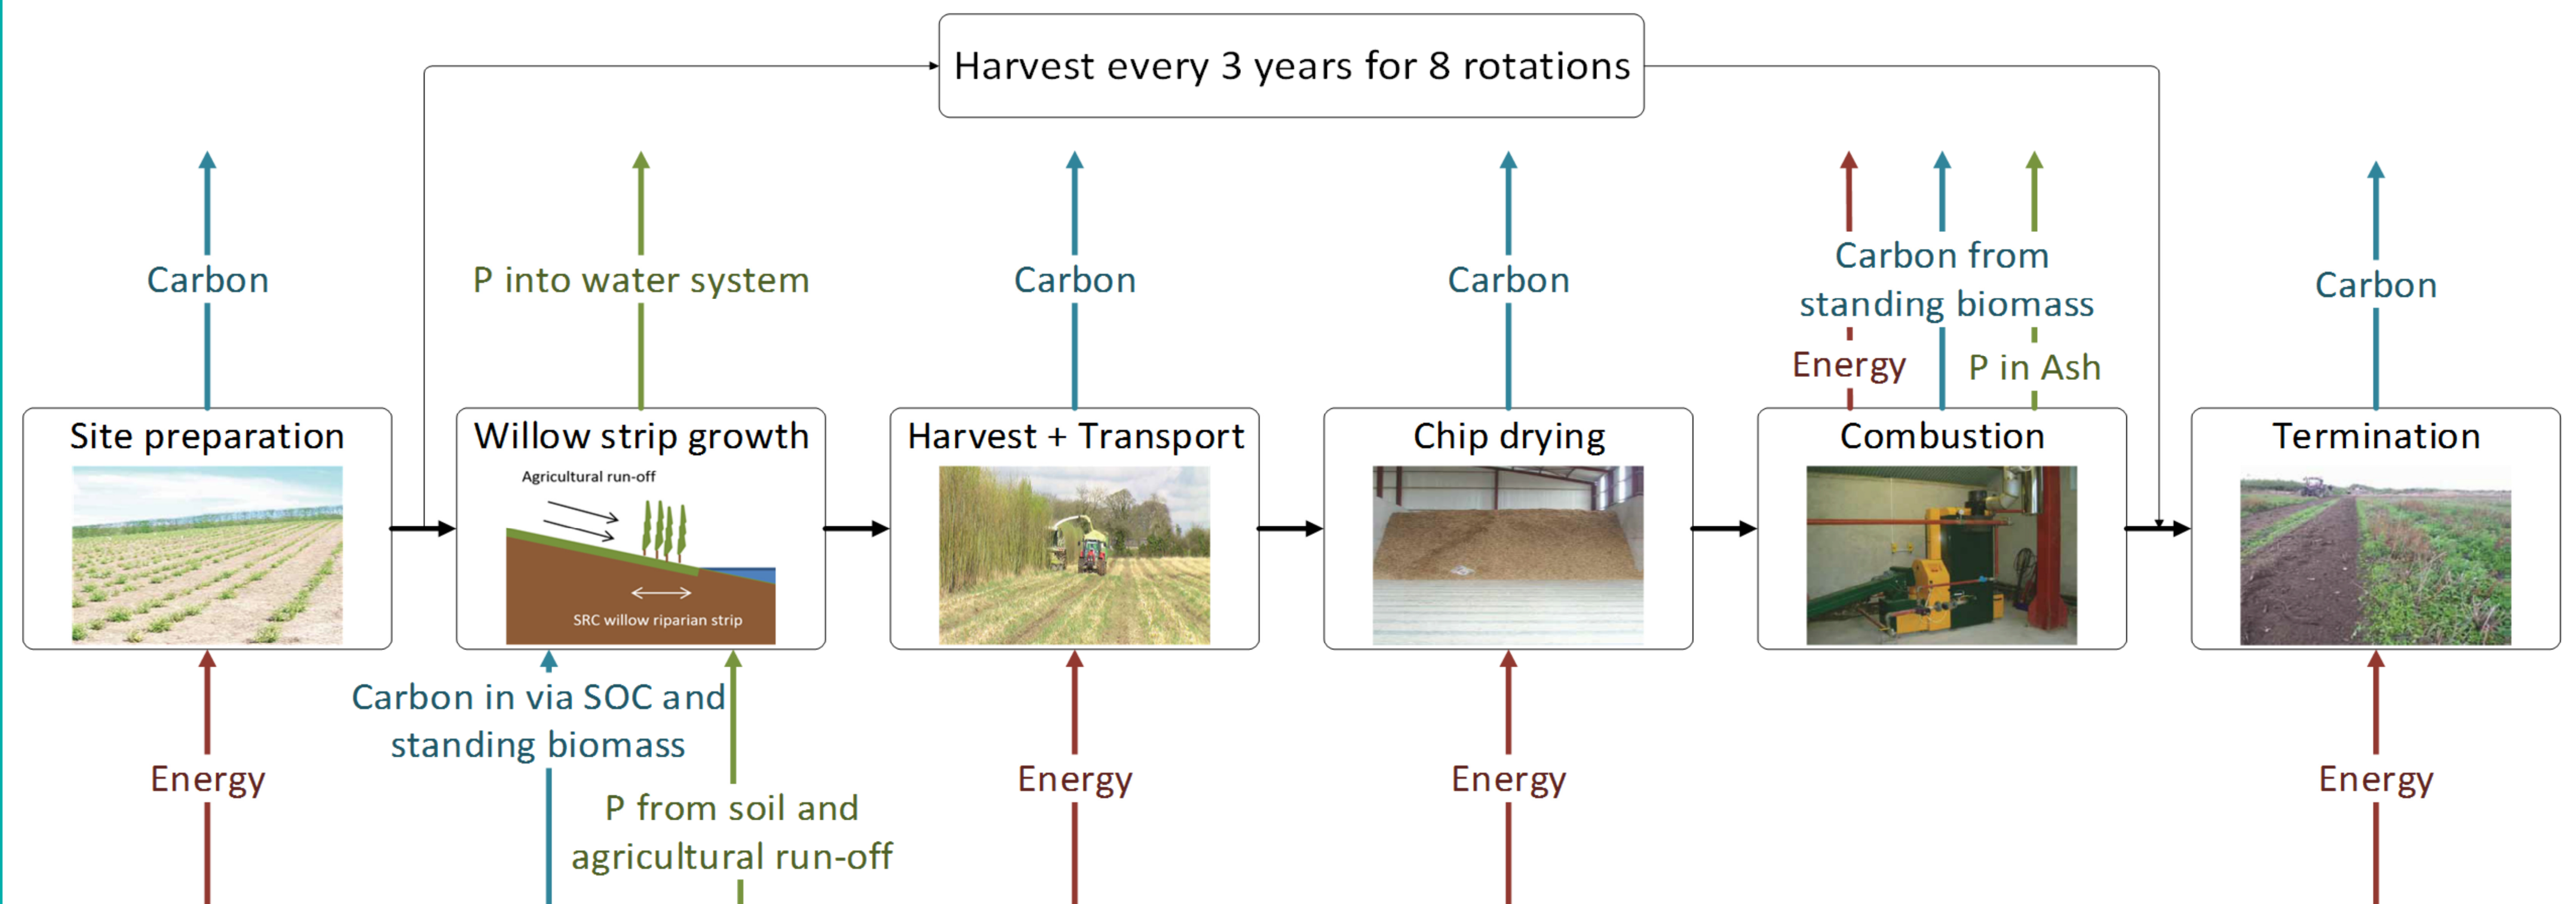 Harvest every 3 years for 8 rotations
Carbon
P into water system
Carbon
Carbon
Carbon from
standing biomass
Energy
P in Ash
Carbon
Site preparation
Willow strip growth
Agricultural run-off
SRC willow riparian strip
Harvest + Transport
Chip drying
Combustion
Termination
Energy
Carbon in via SOC and
standing biomass
P from soil and
agricultural run-off
Energy
Energy
Energy